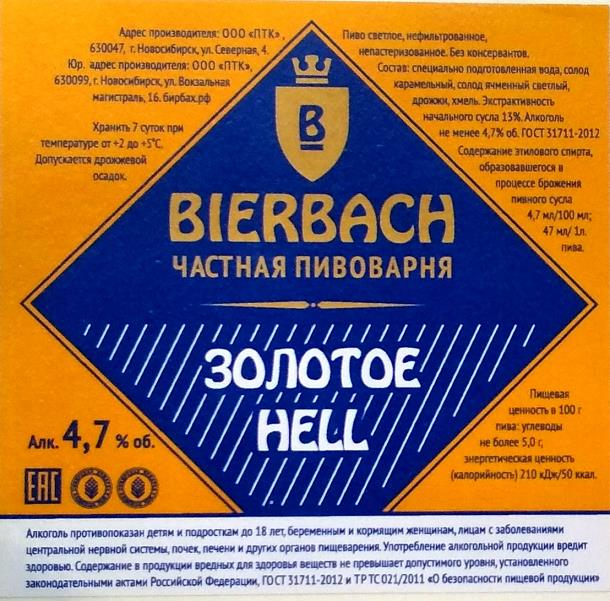 Адрес производителя: ООО «ПТК» ,
630047, г. Новосибирск, ул. Северная, 4.
Юр. адрес производителя: ООО «ПТК»,
630099, г. Новосибирск, ул. Вокзальная
магистраль, 16. бирбах.рф
Хранить 7 суток при
температуре от +2 до +5°С.
Допускается дрожжевой
осадок.
Пиво светлое, нефильтрованное,
непастеризованное. Без консервантов.
Состав: специально подготовленная вода, солод
карамельный, солод ячменный светлый,
дрожжи, хмель. Экстрактивность
начального сусла 13%. Алкоголь
не менее 4,7% об. ГОСТ 31711-2012
Содержание этилового спирта,
образовавшегося в
процессе брожения
пивного сусла
4,7 мл/100 мл;
47 мл/ 1л.
пива.
B
BIERBACH
ЧАСТНАЯ ПИВОВАРНЯ
ЗОЛОТОЕ
HELL
Алк. 4,7 % об.
EAC
Пищевая
ценность в 100 г
пива: углеводы
не более 5,0 г,
энергетическая ценность
(калорийность) 210 кДж/50 ккал.
Алкоголь противопоказан детям и подросткам до 18 лет, беременным и кормящим женщинам, лицам с заболеваниями
центральной нервной системы, почек, печени и других органов пищеварения. Употребление алкогольной продукции вредит
здоровью. Содержание в продукции вредных для здоровья веществ не превышает допустимого уровня, установленного
законодательными актами Российской Федерации, ГОСТ 31711-2012 и ТР ТС 021/2011 «О безопасности пищевой продукции»